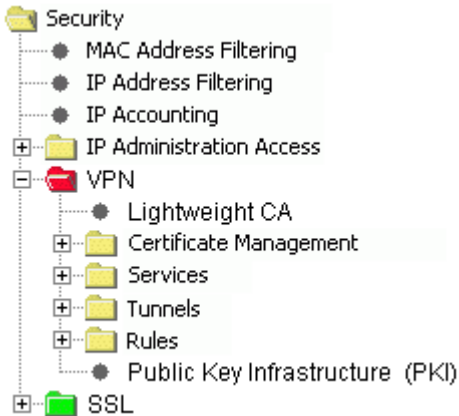 Security
MAC Address Filtering
IP Address Filtering
IP Accounting
IP Administration Access
VPN
Lightweight CA
Certificate Management
Services
Tunnels
Rules
Public Key Infrastructure (PKI)
SSL